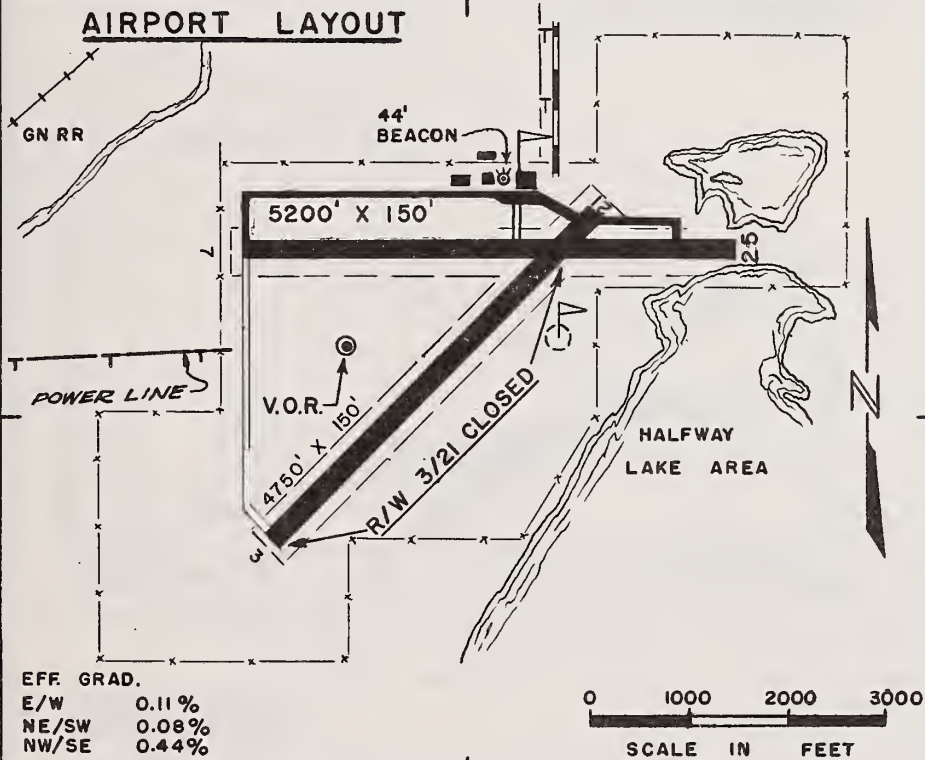 AIRPORT LAYOUT
GN RR
44'
BEACON
5200' X 150'
7
21
25
POWER LINE
V.O.R.
4750' X 150'
R/W 3/21 CLOSED
3
HALFWAY
LAKE AREA
N
EFF. GRAD.
E/W 0.11%
NE/SW 0.08%
NW/SE 0.44%
0 1000 2000 3000
SCALE IN FEET